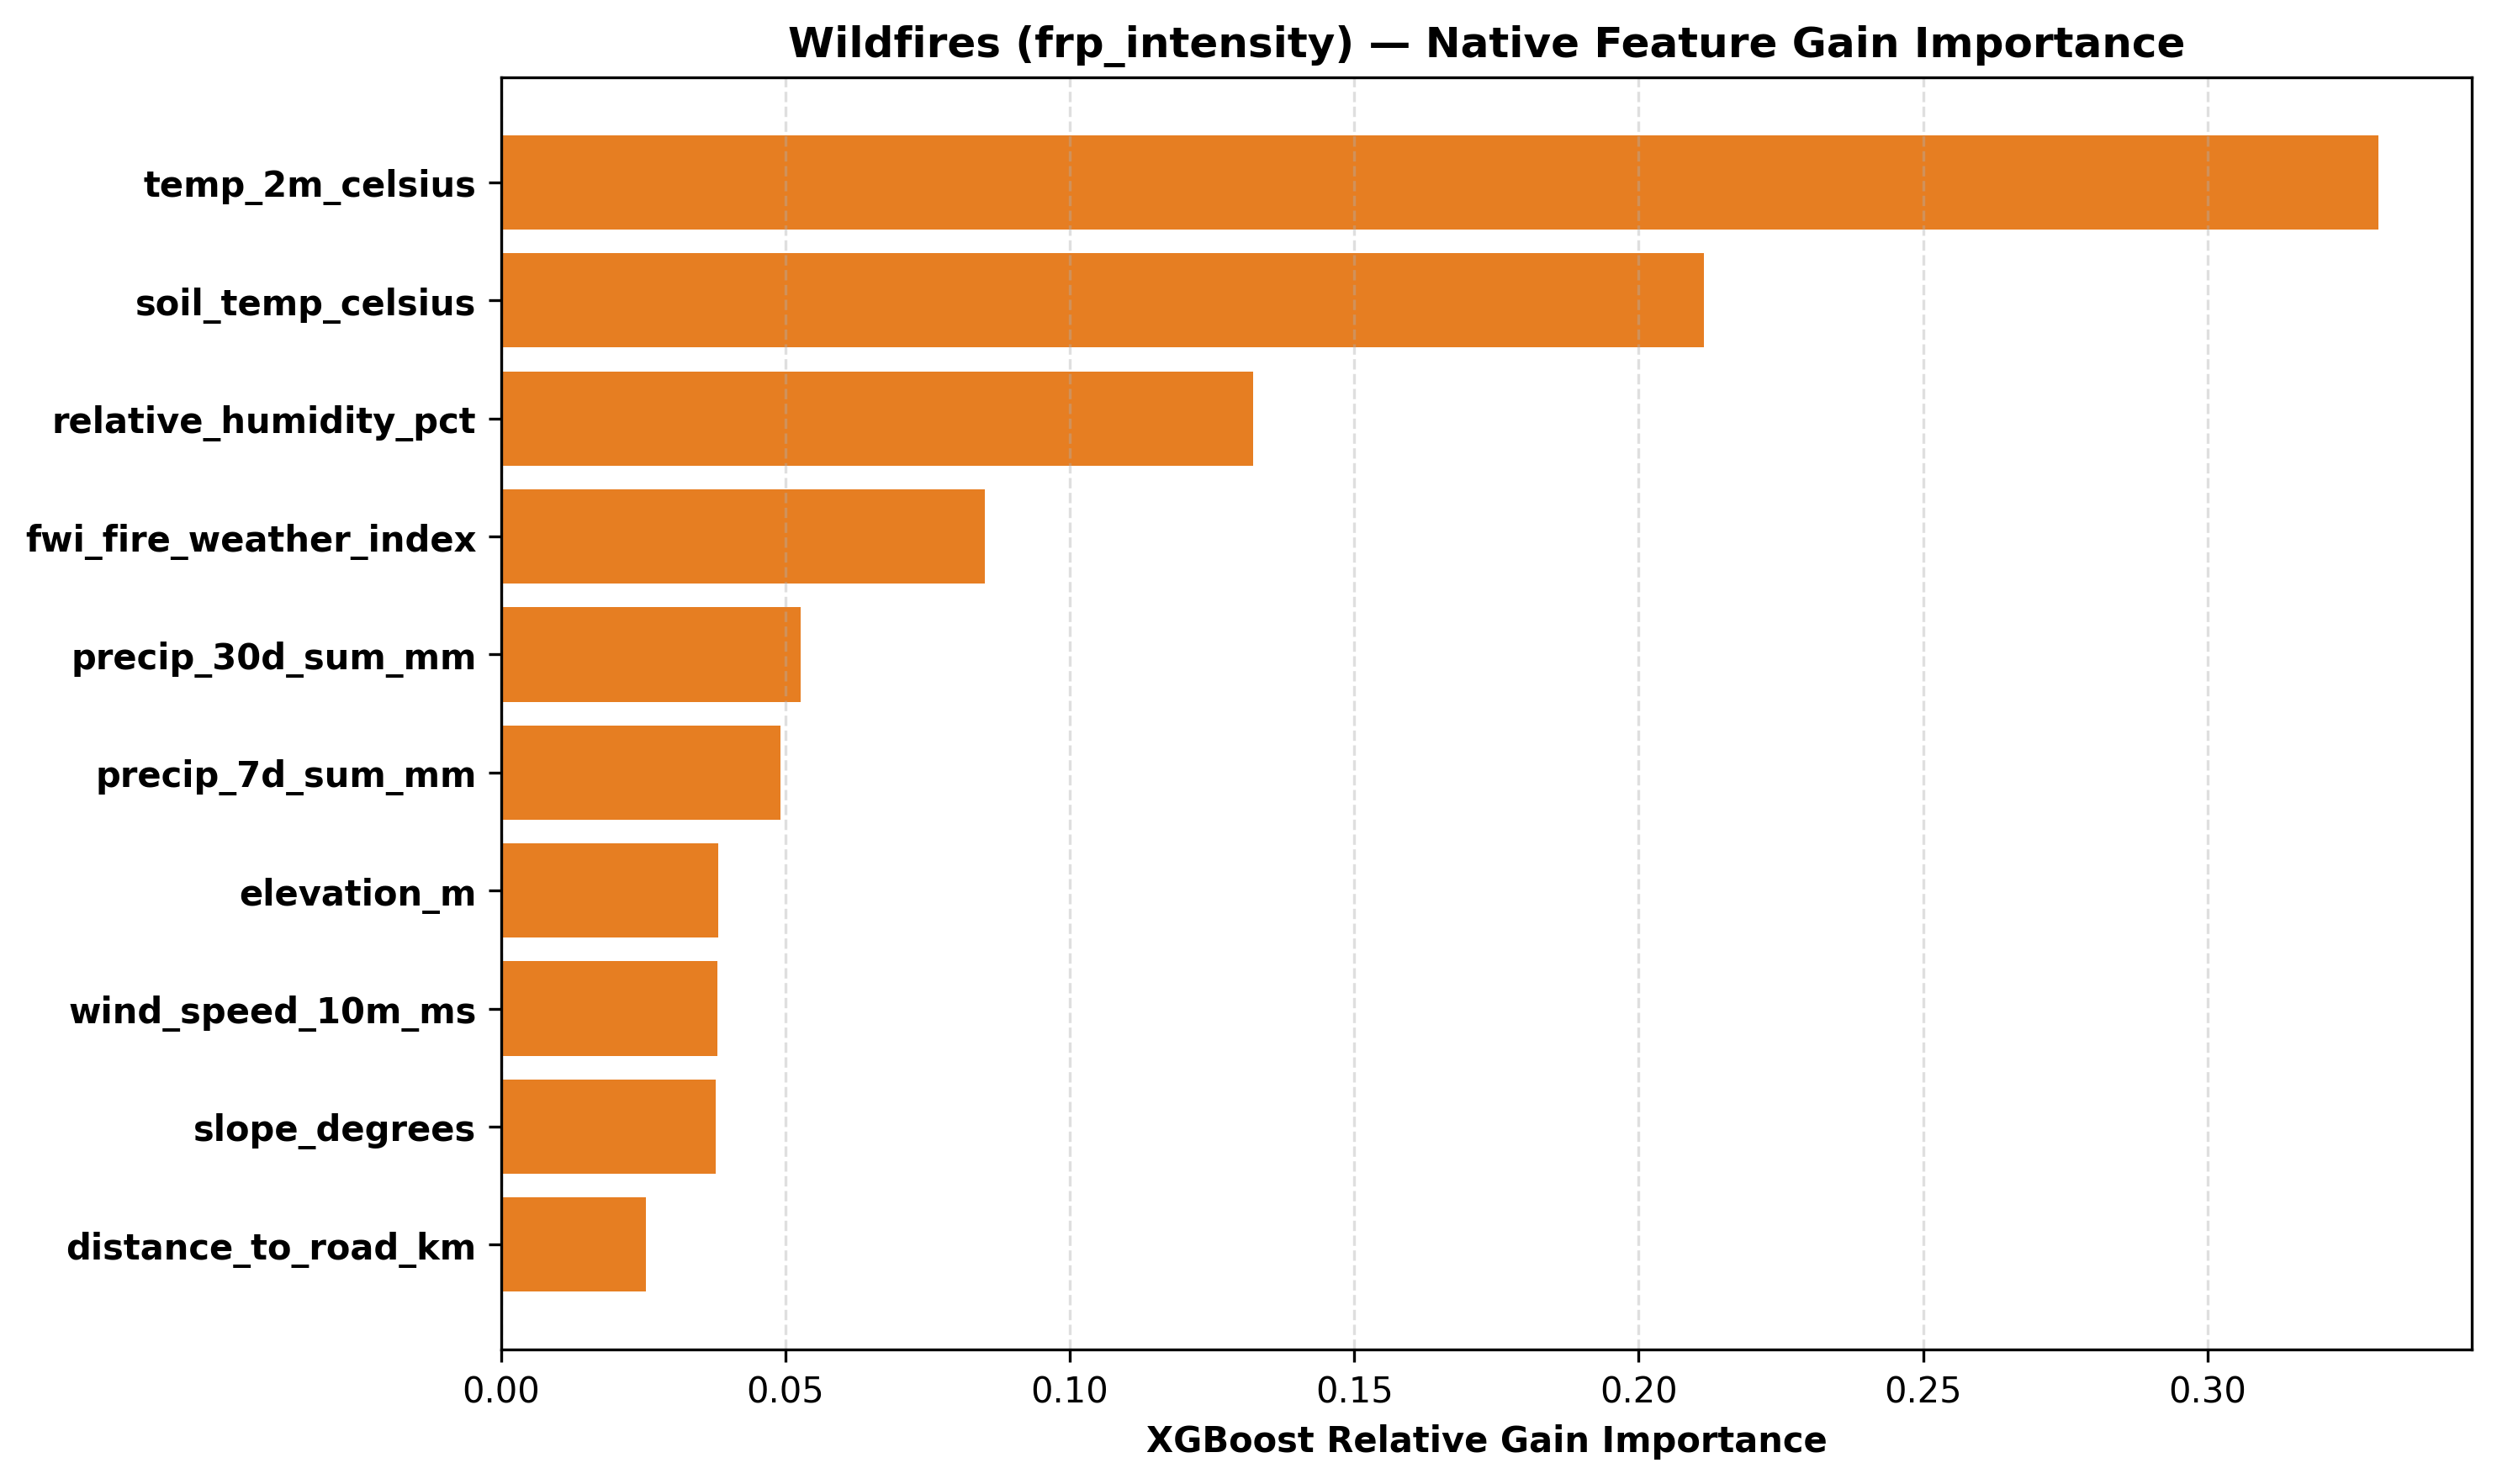 Wildfires (frp_intensity) — Native Feature Gain Importance
temp_2m_celsius
soil_temp_celsius
relative_humidity_pct
fwi_fire_weather_index
precip_30d_sum_mm
precip_7d_sum_mm
elevation_m
wind_speed_10m_ms
slope_degrees
distance_to_road_km
0.00 0.05 0.10 0.15 0.20 0.25 0.30
XGBoost Relative Gain Importance